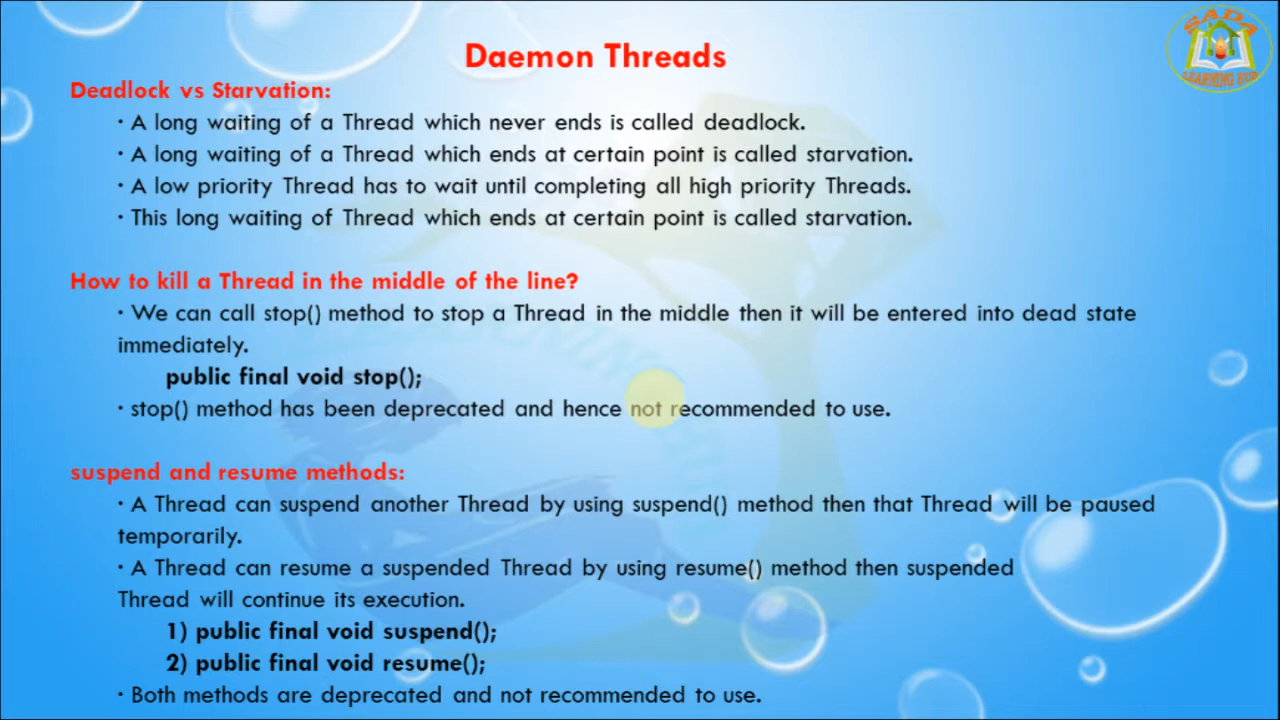 SADA
LEARNING HUB
Daemon Threads
Deadlock vs Starvation:
· A long waiting of a Thread which never ends is called deadlock.
· A long waiting of a Thread which ends at certain point is called starvation.
· A low priority Thread has to wait until completing all high priority Threads.
· This long waiting of Thread which ends at certain point is called starvation.
How to kill a Thread in the middle of the line?
· We can call stop() method to stop a Thread in the middle then it will be entered into dead state
immediately.
public final void stop();
· stop() method has been deprecated and hence not recommended to use.
suspend and resume methods:
· A Thread can suspend another Thread by using suspend() method then that Thread will be paused
temporarily.
· A Thread can resume a suspended Thread by using resume() method then suspended
Thread will continue its execution.
1) public final void suspend();
2) public final void resume();
· Both methods are deprecated and not recommended to use.